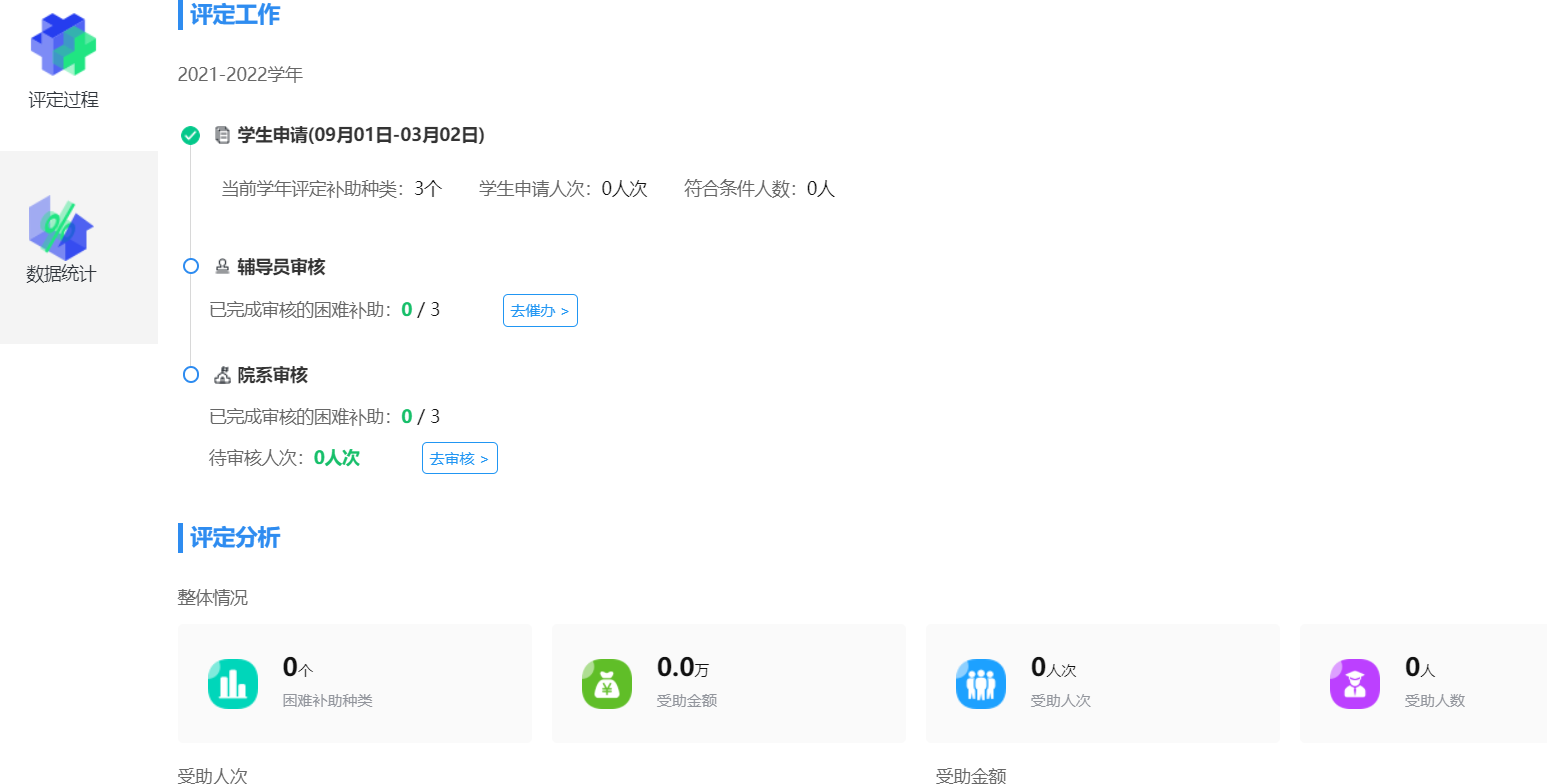 评定工作
评定过程
2021-2022学年
学生申请(09月01日-03月02日)
当前学年评定补助种类：3个 学生申请人次：0人次 符合条件人数：0人
数据统计
辅导员审核
已完成审核的困难补助：0 / 3 去催办 >
院系审核
已完成审核的困难补助：0 / 3
待审核人次：0人次 去审核 >
评定分析
整体情况
0个 0.0万 0人次 0人
困难补助种类 受助金额 受助人次 受助人数
受助人次 受助金额